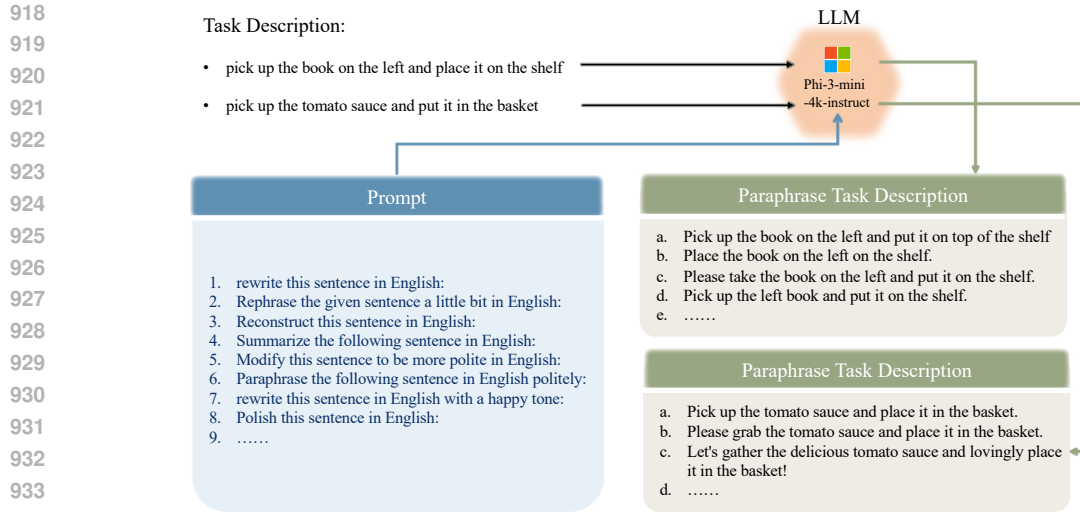 918
919
920
921
922
923
924
925
926
927
928
929
930
931
932
933
Task Description:
• pick up the book on the left and place it on the shelf
• pick up the tomato sauce and put it in the basket
LLM
Phi-3-mini
-4k-instruct
Prompt
1. rewrite this sentence in English:
2. Rephrase the given sentence a little bit in English:
3. Reconstruct this sentence in English:
4. Summarize the following sentence in English:
5. Modify this sentence to be more polite in English:
6. Paraphrase the following sentence in English politely:
7. rewrite this sentence in English with a happy tone:
8. Polish this sentence in English:
9. ……
Paraphrase Task Description
a. Pick up the book on the left and put it on top of the shelf
b. Place the book on the left on the shelf.
c. Please take the book on the left and put it on the shelf.
d. Pick up the left book and put it on the shelf.
e. ……
Paraphrase Task Description
a. Pick up the tomato sauce and place it in the basket.
b. Please grab the tomato sauce and place it in the basket.
c. Let's gather the delicious tomato sauce and lovingly place
it in the basket!
d. ……